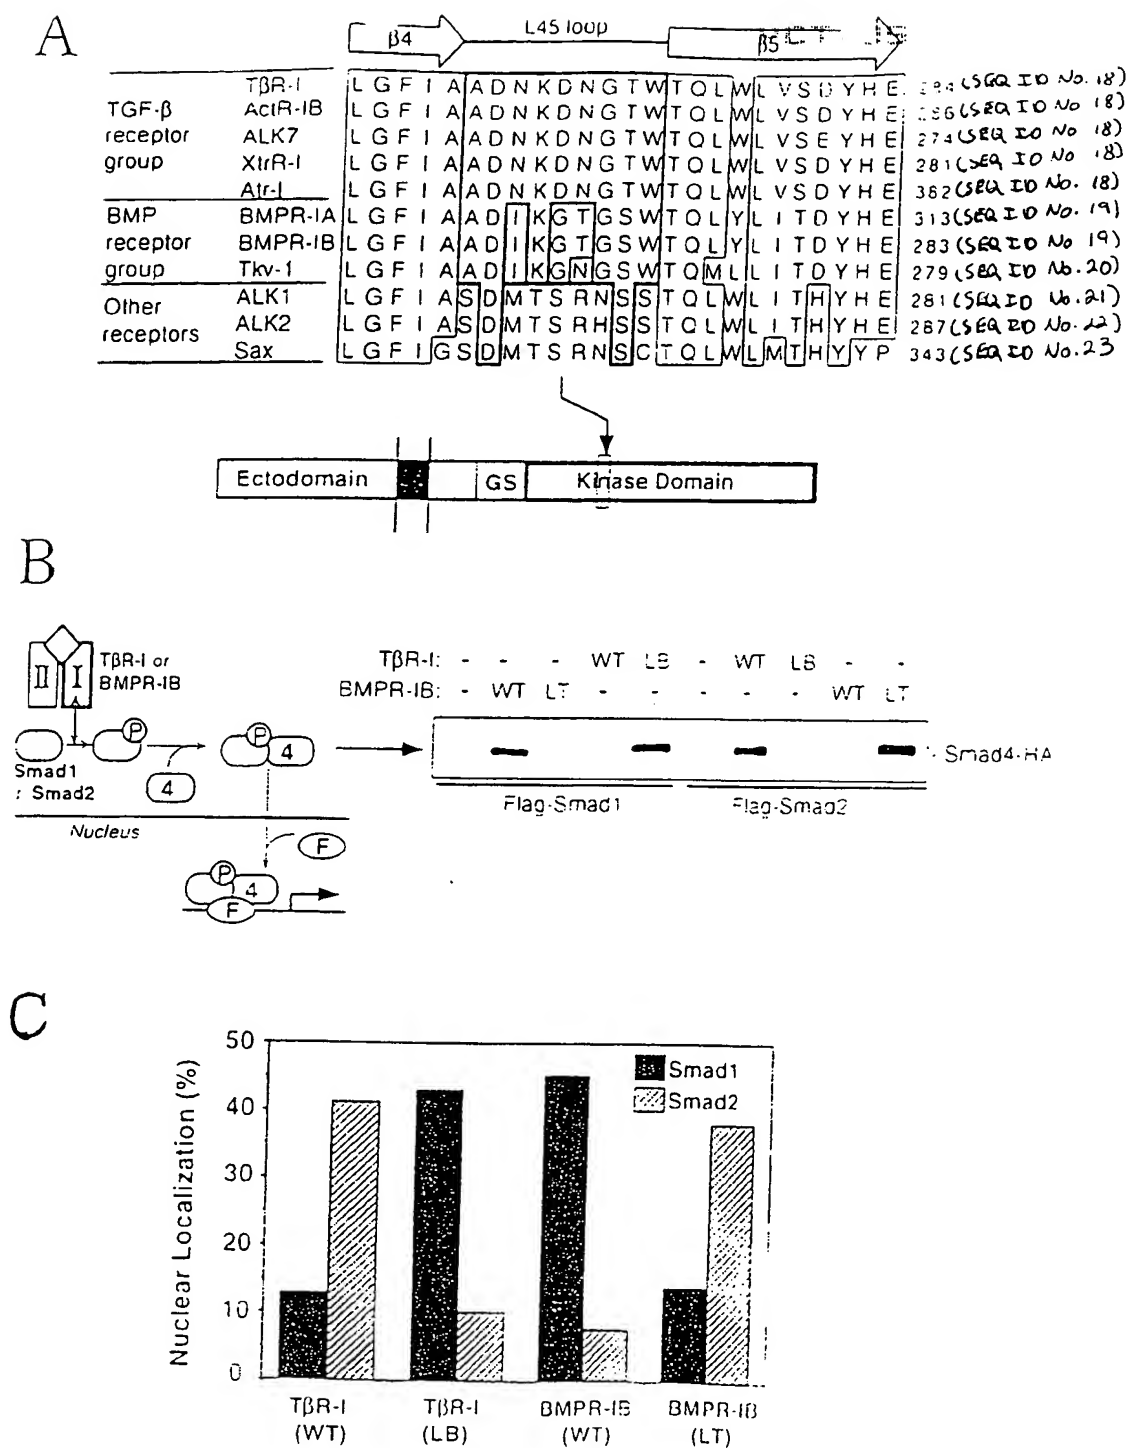 A
L45 loop
β4
β5
TβR-I L G F I A A D N K D N G T W T Q L W L V S D Y H E (SEQ ID No. 18)
TGF-β ActR-IB L G F I A A D N K D N G T W T Q L W L V S D Y H E (SEQ ID No 18)
receptor ALK7 L G F I A A D N K D N G T W T Q L W L V S E Y H E 274 (SEQ ID No 18)
group XtrR-I L G F I A A D N K D N G T W T Q L W L V S D Y H E 281 (SEQ ID No 18)
Atr-I L G F I A A D N K D N G T W T Q L W L V S D Y H E 382 (SEQ ID No. 18)
BMP BMPR-IA L G F I A A D I K G T G S W T Q L Y L I T D Y H E 313 (SEQ ID No. 19)
receptor BMPR-IB L G F I A A D I K G T G S W T Q L Y L I T D Y H E 283 (SEQ ID No 19)
group Tkv-1 L G F I A A D I K G N G S W T Q M L L I T D Y H E 279 (SEQ ID No. 20)
Other ALK1 L G F I A S D M T S R N S S T Q L W L I T H Y H E 281 (SEQ ID No. 21)
receptors ALK2 L G F I A S D M T S R H S S T Q L W L I T H Y H E 287 (SEQ ID No. 22)
Sax L G F I G S D M T S R N S C T Q L W L M T H Y Y P 343 (SEQ ID No. 23
Ectodomain GS Kinase Domain
B
II I TβR-I or
BMPR-IB
P P
4
Smad1
: Smad2
4
Nucleus
F
P
4
F
TβR-I: - - - WT LB - WT LB - -
BMPR-IB: - WT LT - - - - - WT LT
Smad4-HA
Flag-Smad1 Flag-Smad2
C
Nuclear Localization (%)
50
40
30
20
10
0
Smad1
Smad2
TβR-I TβR-I BMPR-IB BMPR-IB
(WT) (LB) (WT) (LT)